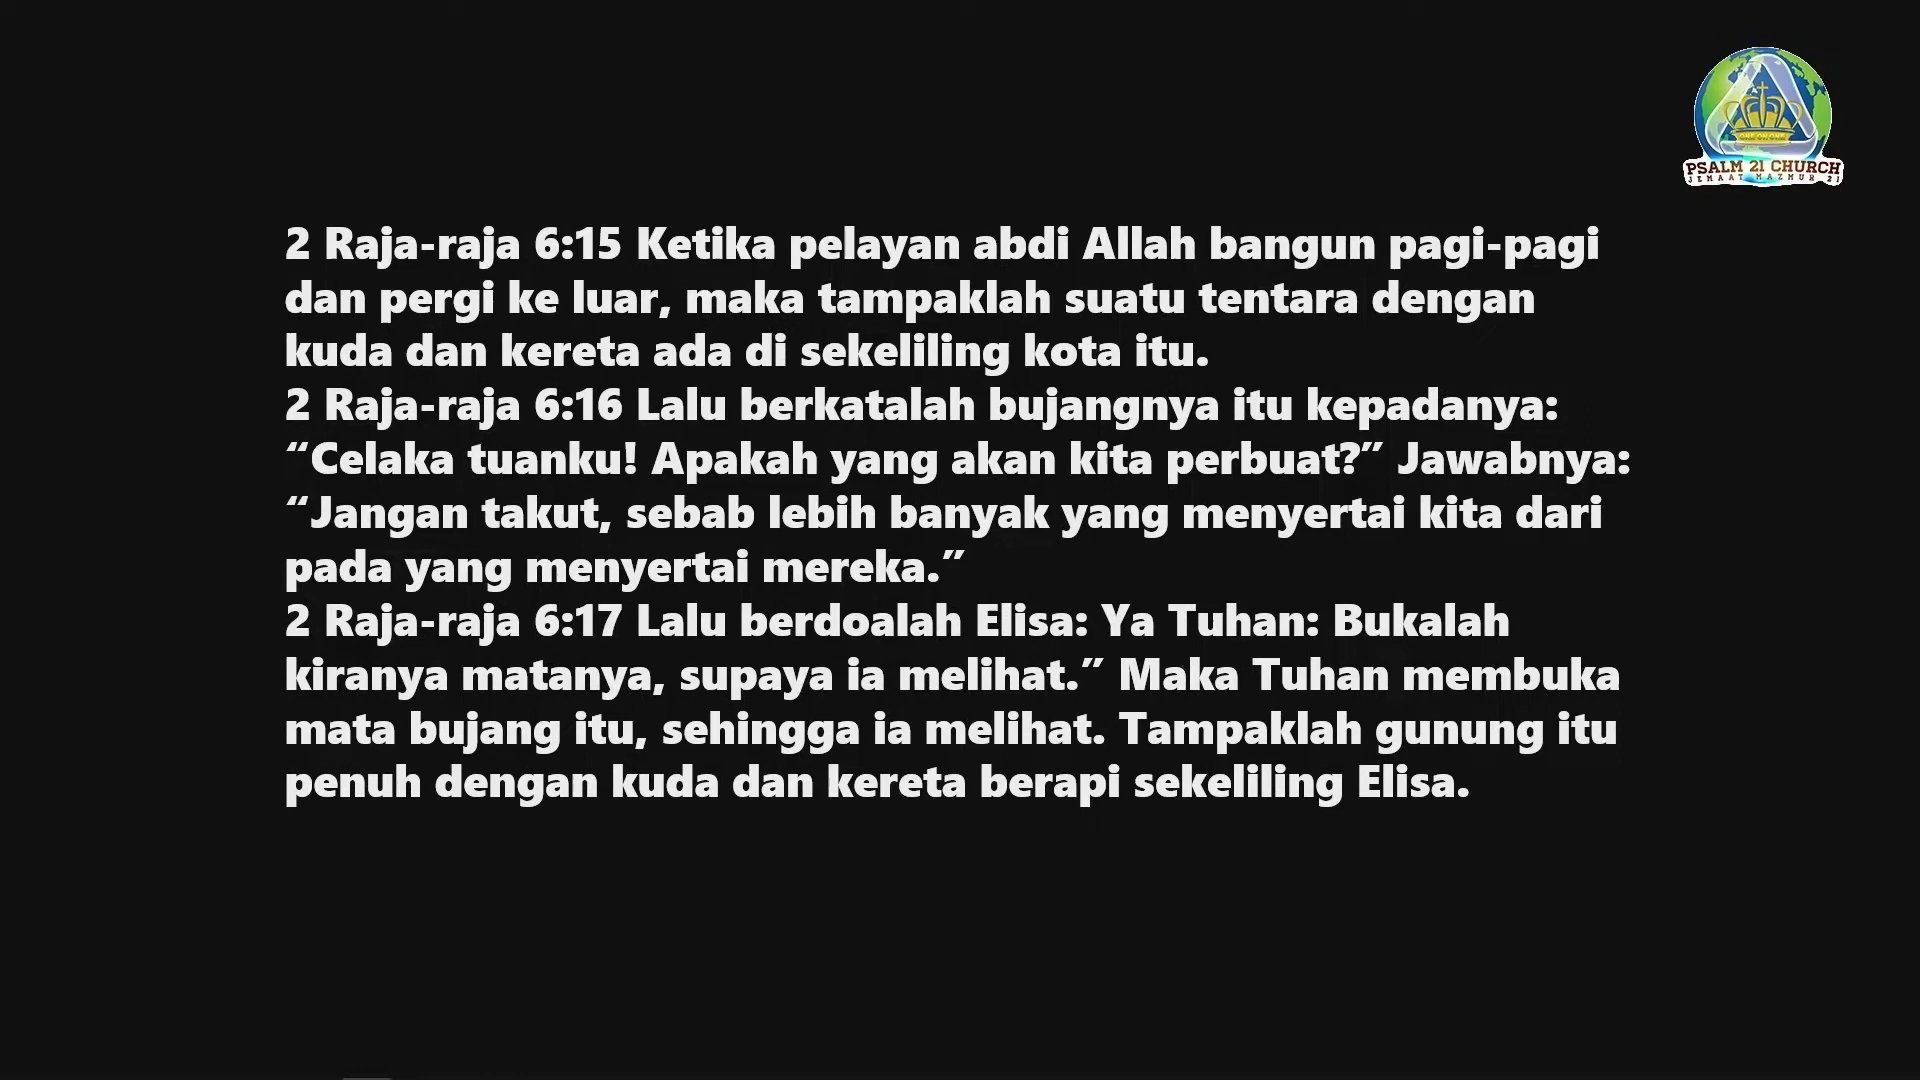 PSALM 21 CHURCH
JEMAAT MAZMUR 21
2 Raja-raja 6:15 Ketika pelayan abdi Allah bangun pagi-pagi
dan pergi ke luar, maka tampaklah suatu tentara dengan
kuda dan kereta ada di sekeliling kota itu.
2 Raja-raja 6:16 Lalu berkatalah bujangnya itu kepadanya:
“Celaka tuanku! Apakah yang akan kita perbuat?” Jawabnya:
“Jangan takut, sebab lebih banyak yang menyertai kita dari
pada yang menyertai mereka.”
2 Raja-raja 6:17 Lalu berdoalah Elisa: Ya Tuhan: Bukalah
kiranya matanya, supaya ia melihat.” Maka Tuhan membuka
mata bujang itu, sehingga ia melihat. Tampaklah gunung itu
penuh dengan kuda dan kereta berapi sekeliling Elisa.